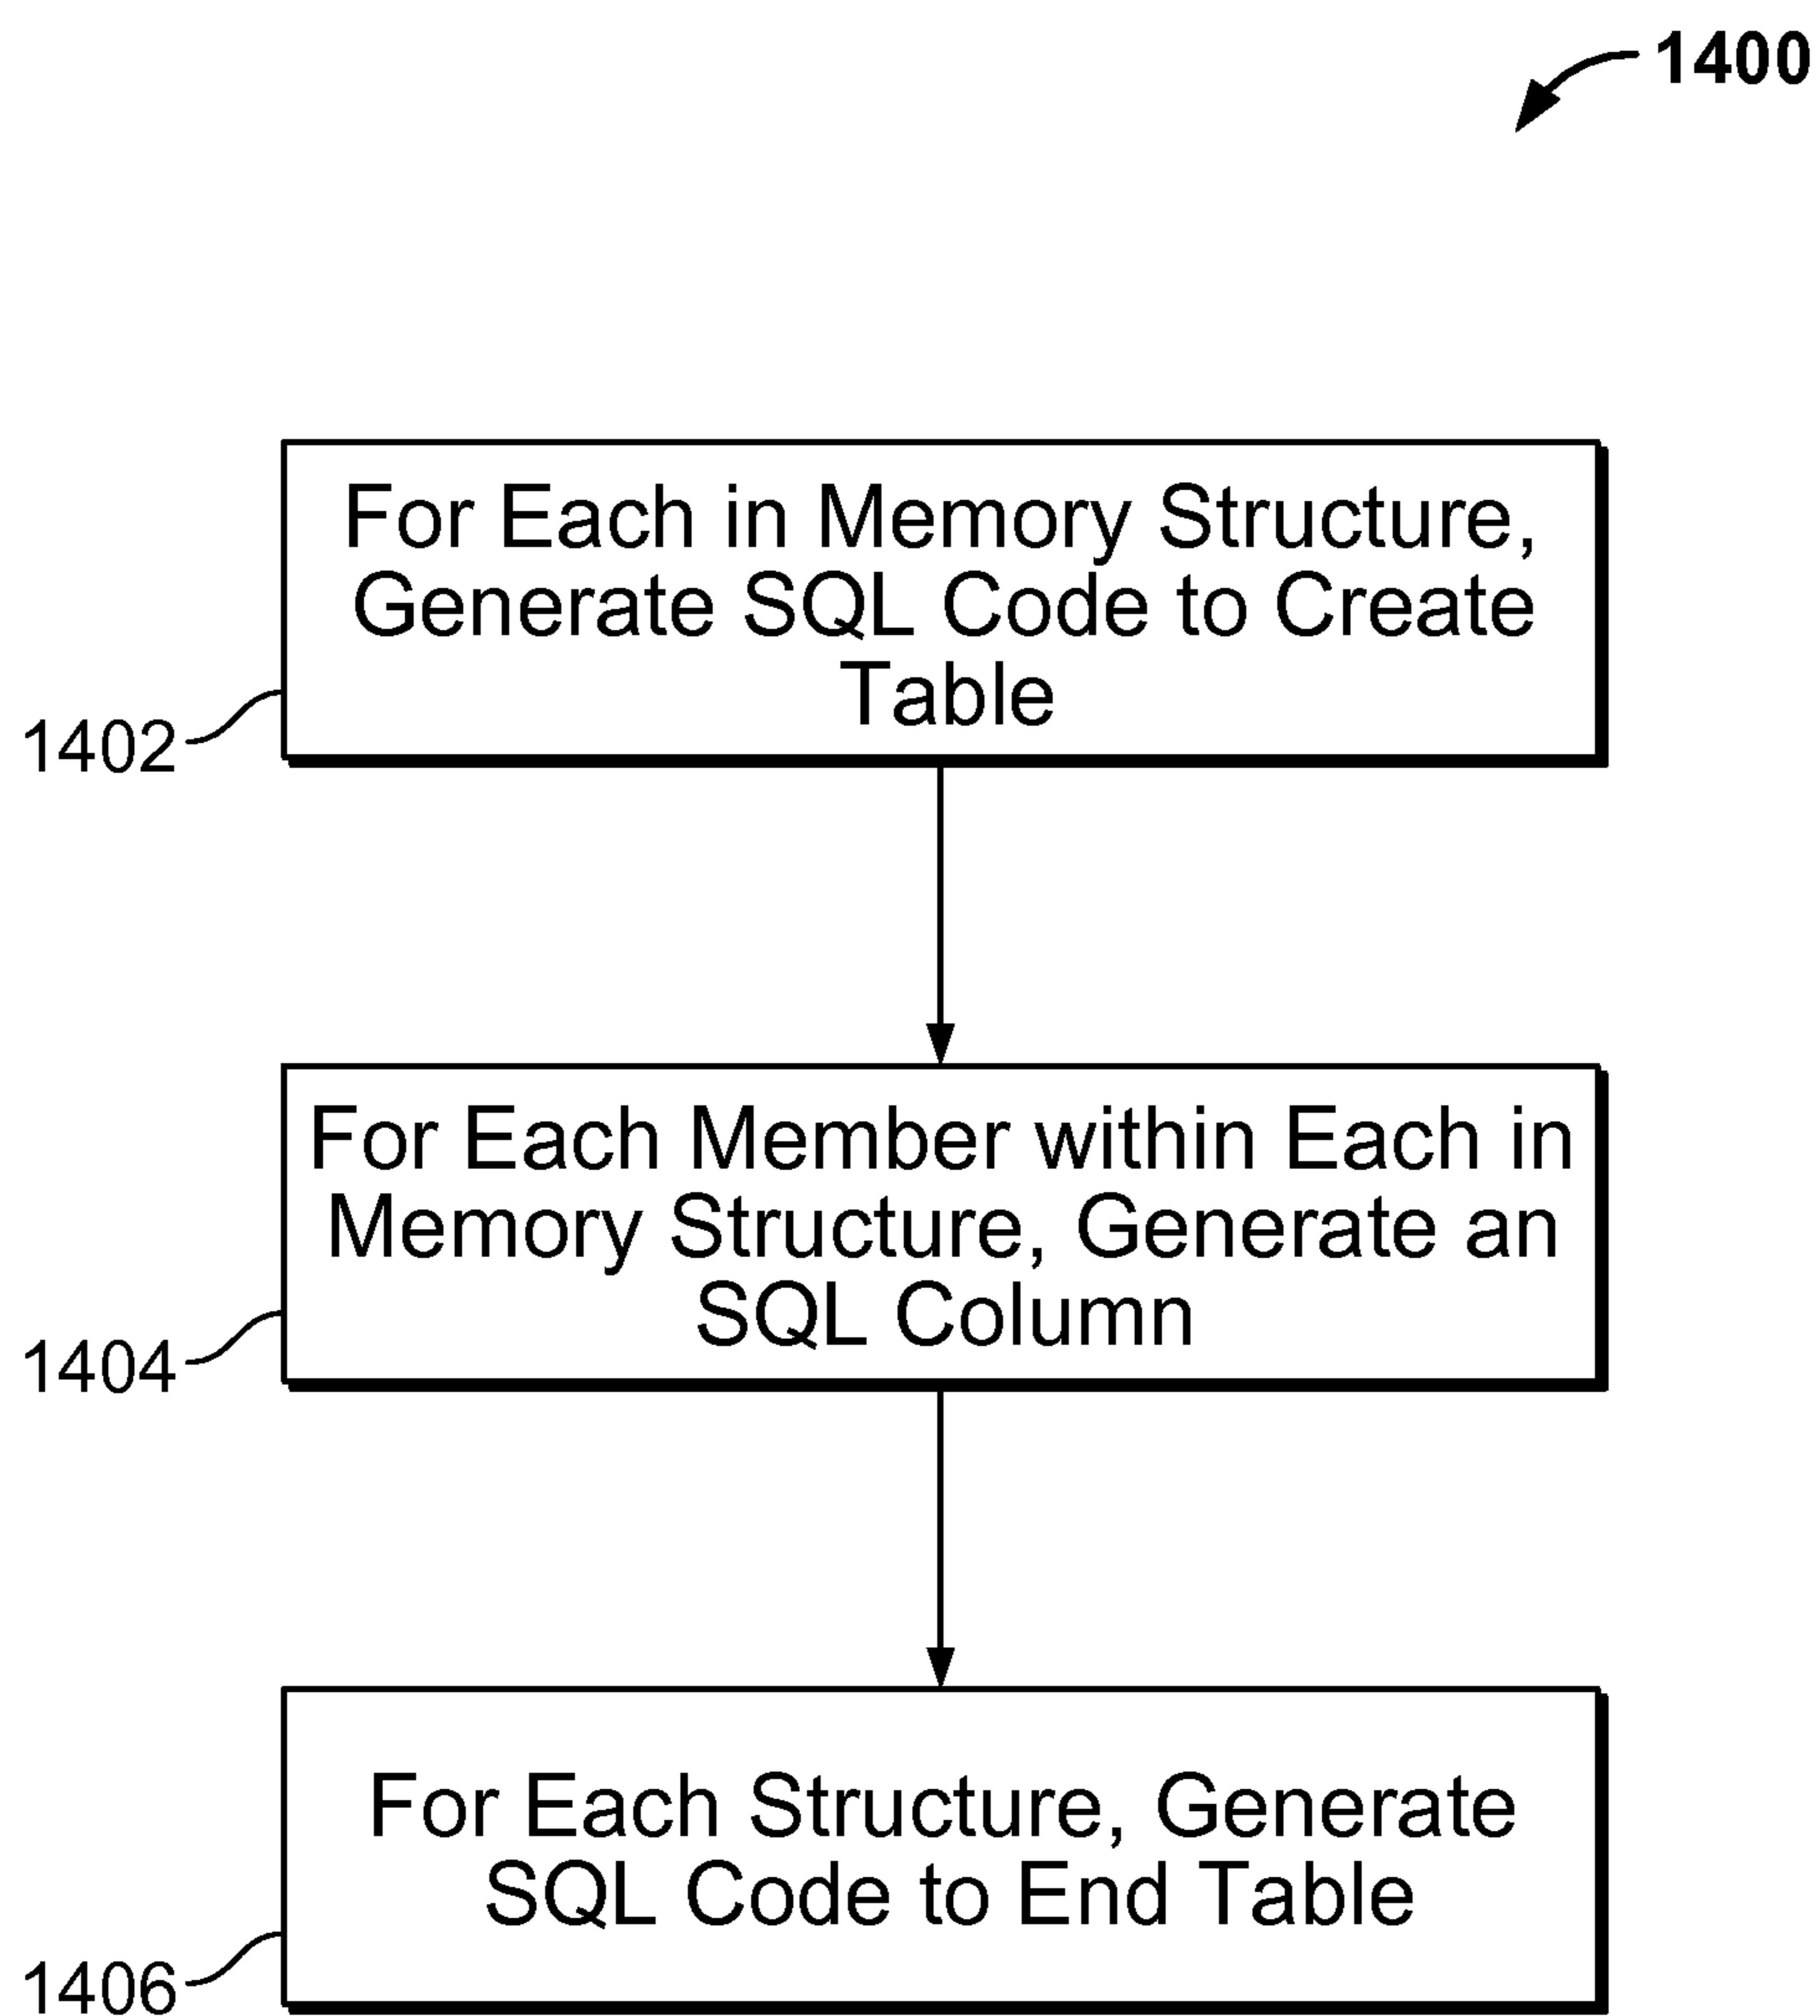 1400
For Each in Memory Structure,
Generate SQL Code to Create
Table
1402
For Each Member within Each in
Memory Structure, Generate an
SQL Column
1404
For Each Structure, Generate
SQL Code to End Table
1406